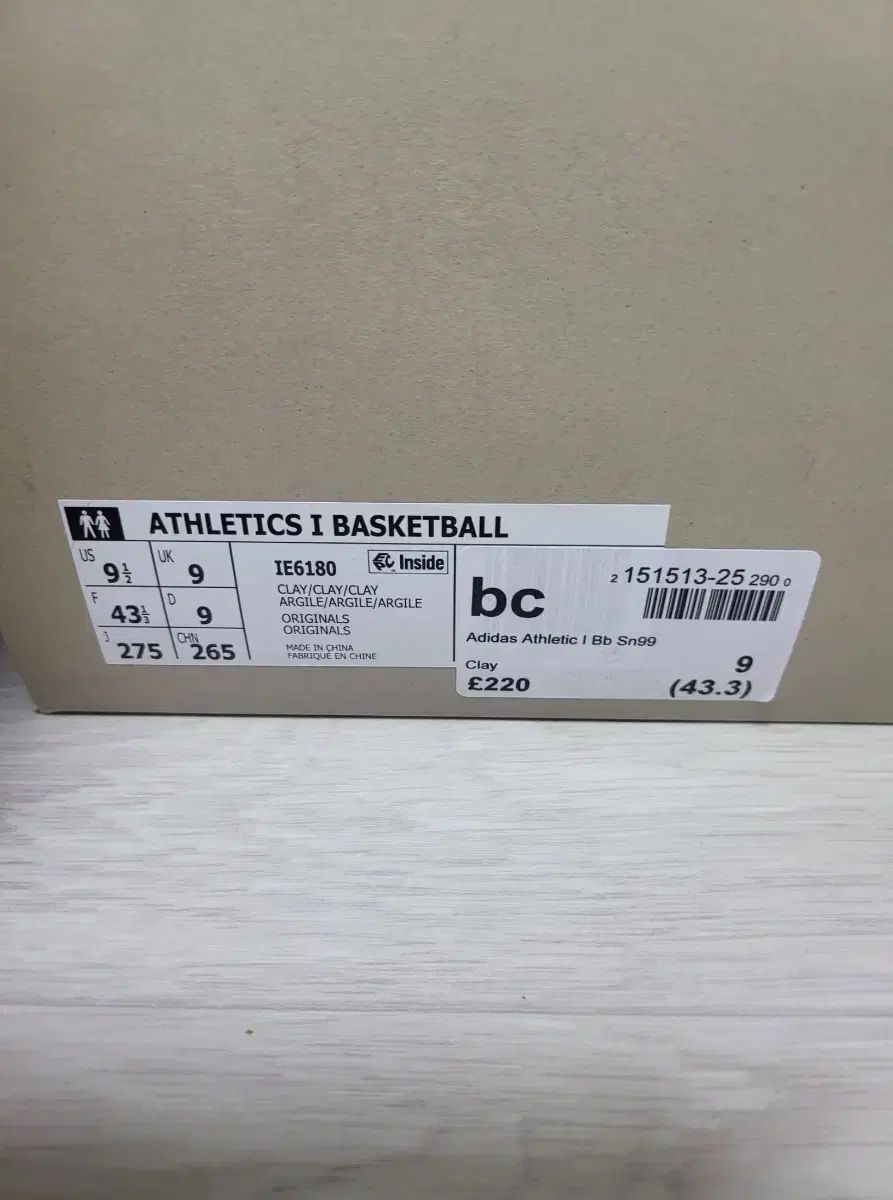 ATHLETICS I BASKETBALL
US 9½ UK 9
F 43⅓ D 9
J 275 CHN 265
IE6180
Inside
CLAY/CLAY/CLAY
ARGILE/ARGILE/ARGILE
ORIGINALS
ORIGINALS
MADE IN CHINA
FABRIQUÉ EN CHINE
bc
2 151513-25 290 0
Adidas Athletic I Bb Sn99
Clay 9
£220 (43.3)